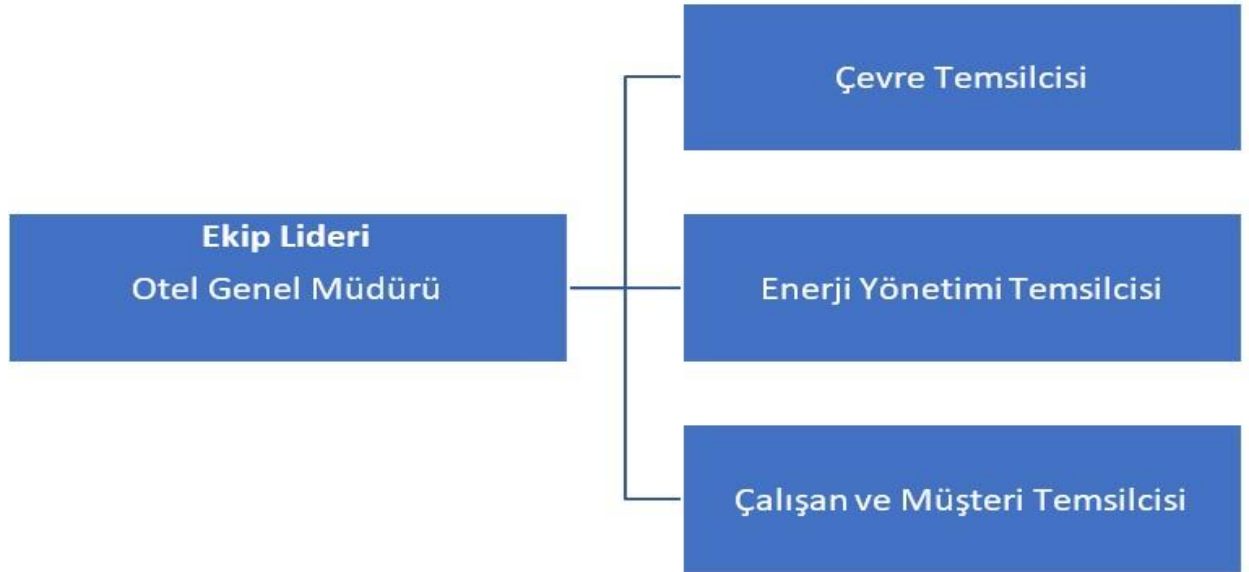 Çevre Temsilcisi
Ekip Lideri
Otel Genel Müdürü
Enerji Yönetimi Temsilcisi
Çalışan ve Müşteri Temsilcisi